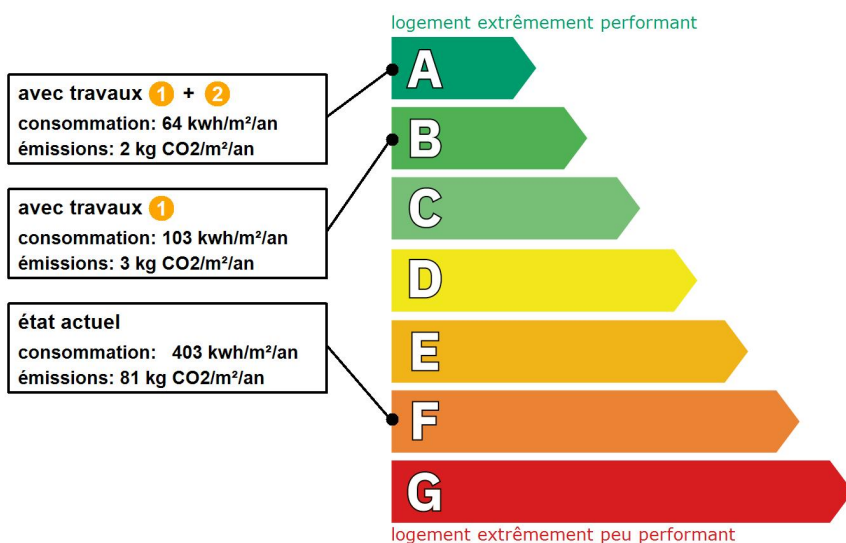 logement extrêmement performant
avec travaux 1 + 2
consommation: 64 kwh/m²/an
émissions: 2 kg CO2/m²/an
avec travaux 1
consommation: 103 kwh/m²/an
émissions: 3 kg CO2/m²/an
état actuel
consommation: 403 kwh/m²/an
émissions: 81 kg CO2/m²/an
A
B
C
D
E
F
G
logement extrêmement peu performant